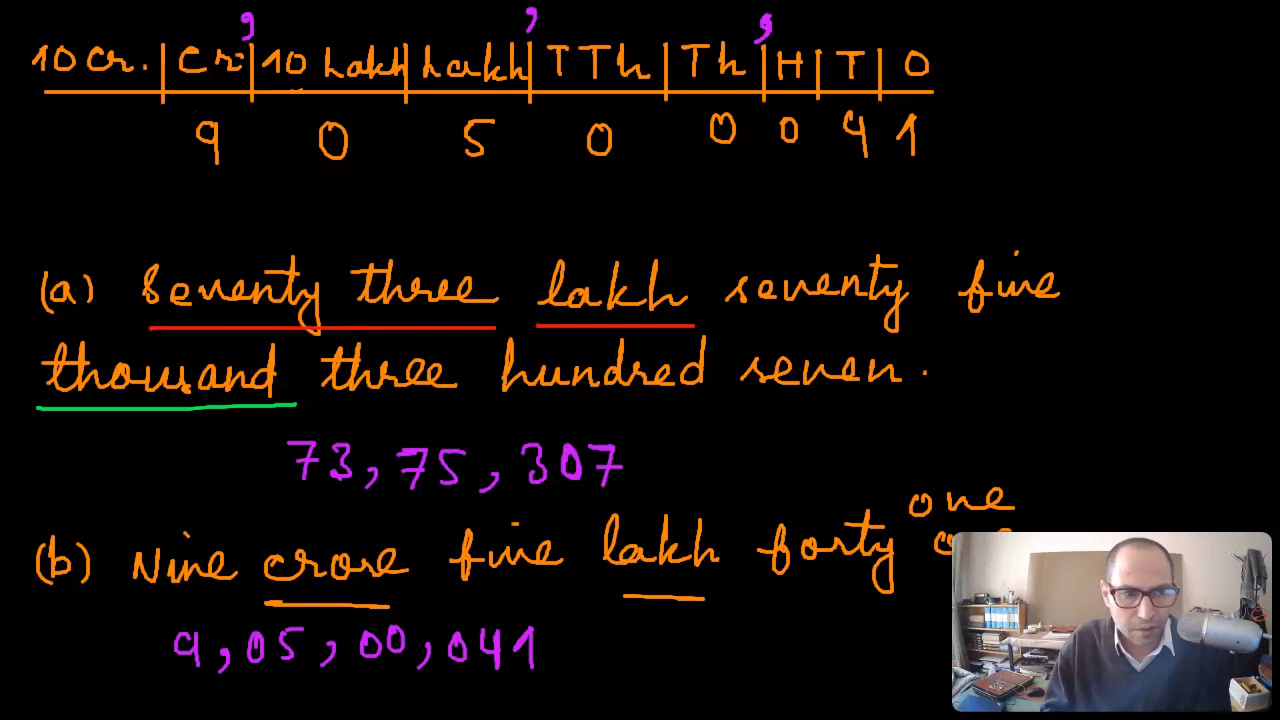 10 Cr. | Cr , | 10 Lakh | Lakh , | T Th | Th , | H | T | O
9 0 5 0 0 0 4 1
(a) Seventy three lakh seventy five
thousand three hundred seven.
73, 75, 307
one
(b) Nine crore five lakh forty
9, 05, 00, 041